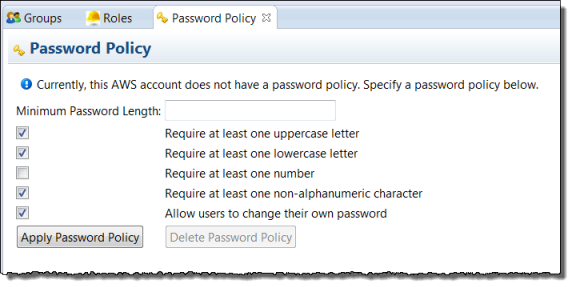 Groups Roles Password Policy
Password Policy
Currently, this AWS account does not have a password policy. Specify a password policy below.
Minimum Password Length:
Require at least one uppercase letter
Require at least one lowercase letter
Require at least one number
Require at least one non-alphanumeric character
Allow users to change their own password
Apply Password Policy Delete Password Policy